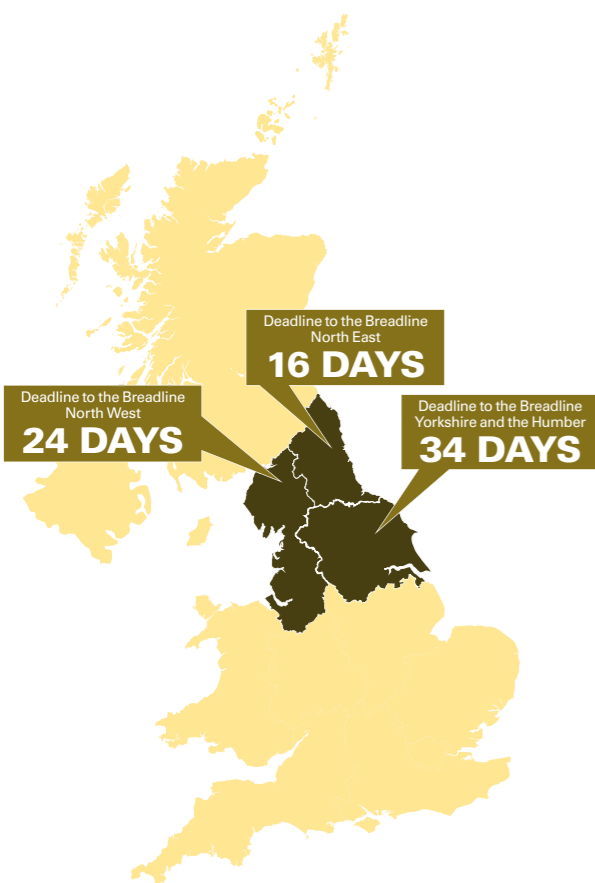 Deadline to the Breadline
North East
16 DAYS
Deadline to the Breadline
North West
24 DAYS
Deadline to the Breadline
Yorkshire and the Humber
34 DAYS